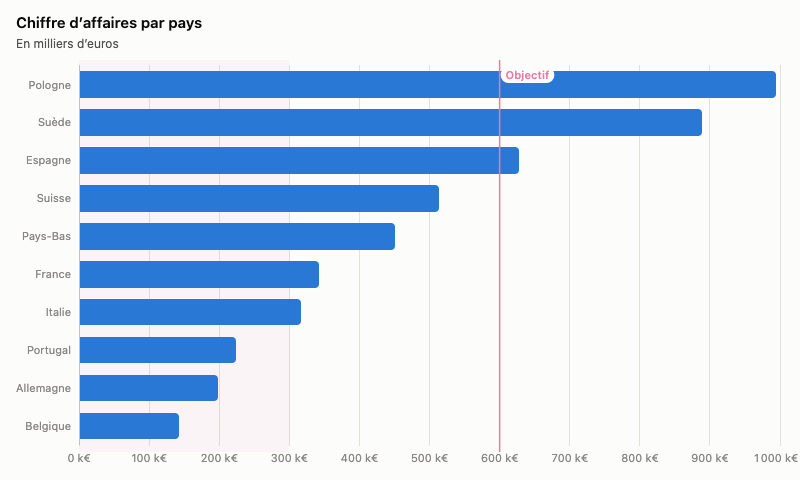 Chiffre d’affaires par pays
En milliers d’euros
Objectif
Pologne
Suède
Espagne
Suisse
Pays-Bas
France
Italie
Portugal
Allemagne
Belgique
0 k€ 100 k€ 200 k€ 300 k€ 400 k€ 500 k€ 600 k€ 700 k€ 800 k€ 900 k€ 1000 k€